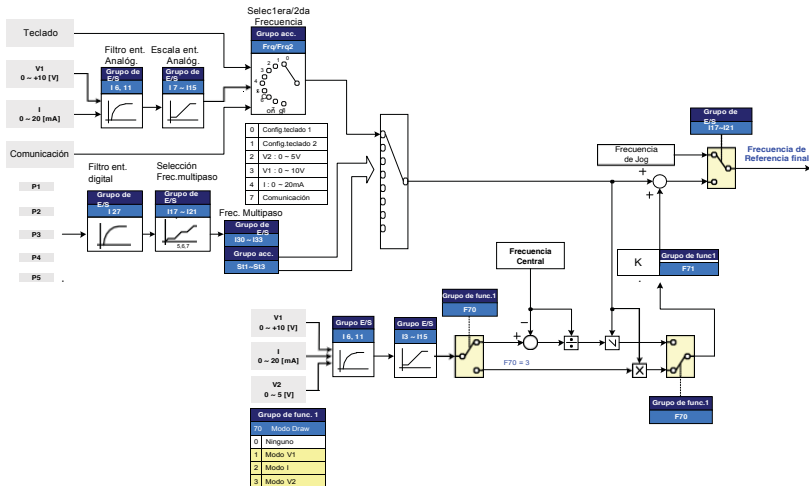 Selec1era/2da
Frecuencia
Teclado
Grupo acc.
Frq/Frq2
Filtro ent.
Analóg.
Escala ent.
Analóg.
V1
0 ~ +10 [V]
Grupo de
E/S
I 6, 11
Grupo de
E/S
I 7 ~ I15
I
0 ~ 20 [mA]
Comunicación
0 Config.teclado 1
1 Config.teclado 2
2 V2 : 0 ~ 5V
3 V1 : 0 ~ 10V
4 I : 0 ~ 20mA
7 Comunicación
Grupo de
E/S
I17~I21
Frecuencia
de Jog
Frecuencia de
Referencia final
+
+
Filtro ent.
digital
Selección
Frec.multipaso
P1
P2
P3
P4
P5
Grupo de
E/S
I 27
Grupo de
E/S
I17 ~ I21
5,6,7
Frec. Multipaso
Grupo de
E/S
I30 ~ I33
Grupo acc.
St1~St3
Frecuencia
Central
K
Grupo de func1
F71
V1
0 ~ +10 [V]
I
0 ~ 20 [mA]
V2
0 ~ 5 [V]
Grupo E/S
I 6, 11
Grupo E/S
I3 ~ I15
Grupo de func.1
F70
+
−
F70 = 3
Grupo de func.1
F70
Grupo de func. 1
70 Modo Draw
0 Ninguno
1 Modo V1
2 Modo I
3 Modo V2